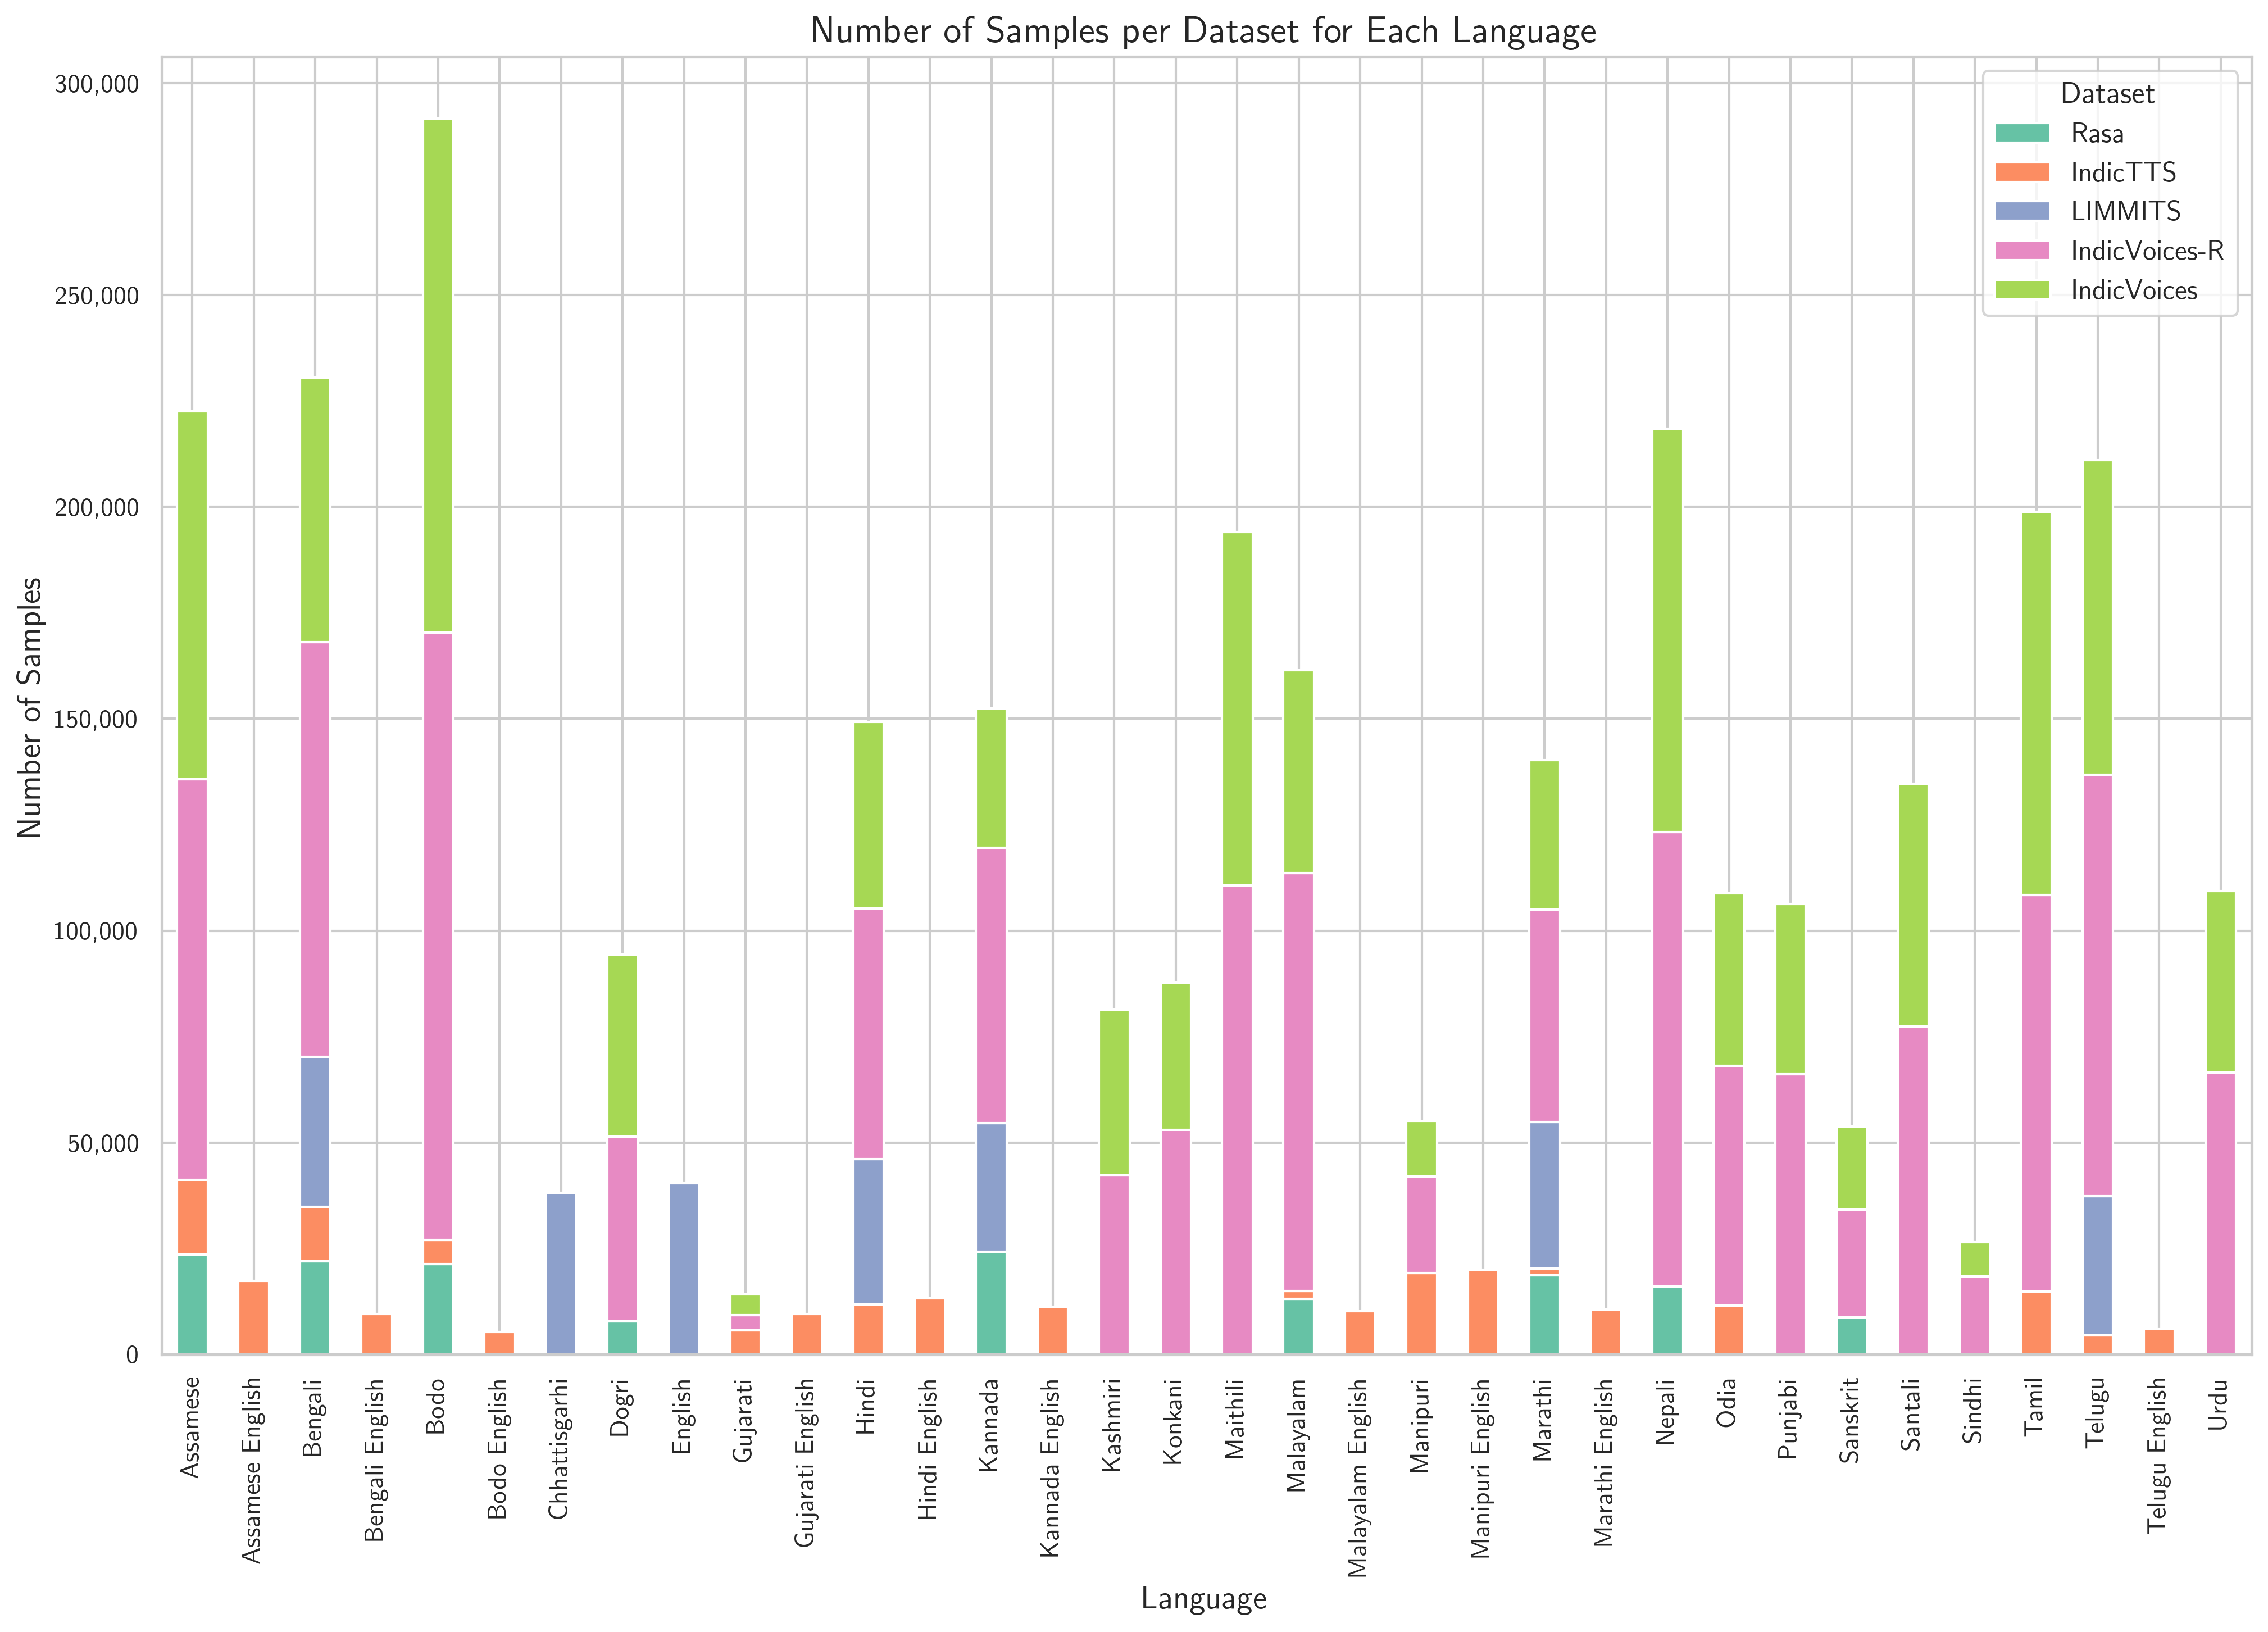 Number of Samples per Dataset for Each Language
Number of Samples
300,000
250,000
200,000
150,000
100,000
50,000
0
Dataset
Rasa
IndicTTS
LIMMITS
IndicVoices-R
IndicVoices
Assamese
Assamese English
Bengali
Bengali English
Bodo
Bodo English
Chhattisgarhi
Dogri
English
Gujarati
Gujarati English
Hindi
Hindi English
Kannada
Kannada English
Kashmiri
Konkani
Maithili
Malayalam
Malayalam English
Manipuri
Manipuri English
Marathi
Marathi English
Nepali
Odia
Punjabi
Sanskrit
Santali
Sindhi
Tamil
Telugu
Telugu English
Urdu
Language